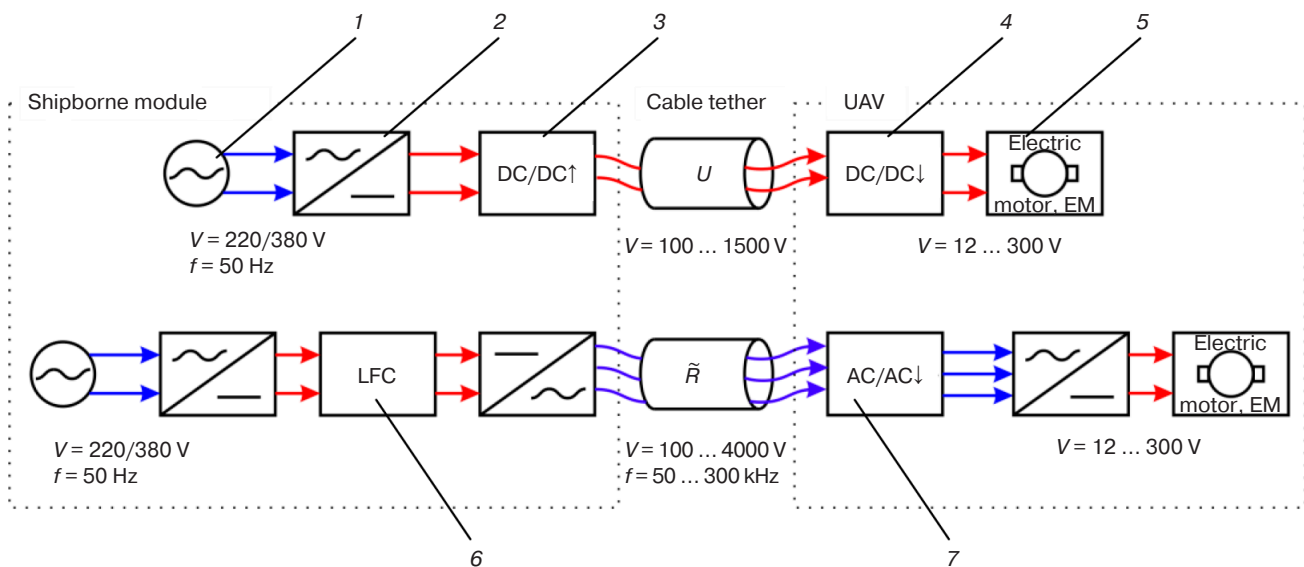 1
2
3
4
5
Shipborne module
Cable tether
UAV
DC/DC↑
U
DC/DC↓
Electric
motor, EM
V = 220/380 V
f = 50 Hz
V = 100 ... 1500 V
V = 12 ... 300 V
LFC
R̃
AC/AC↓
Electric
motor, EM
V = 220/380 V
f = 50 Hz
V = 100 ... 4000 V
f = 50 ... 300 kHz
V = 12 ... 300 V
6
7